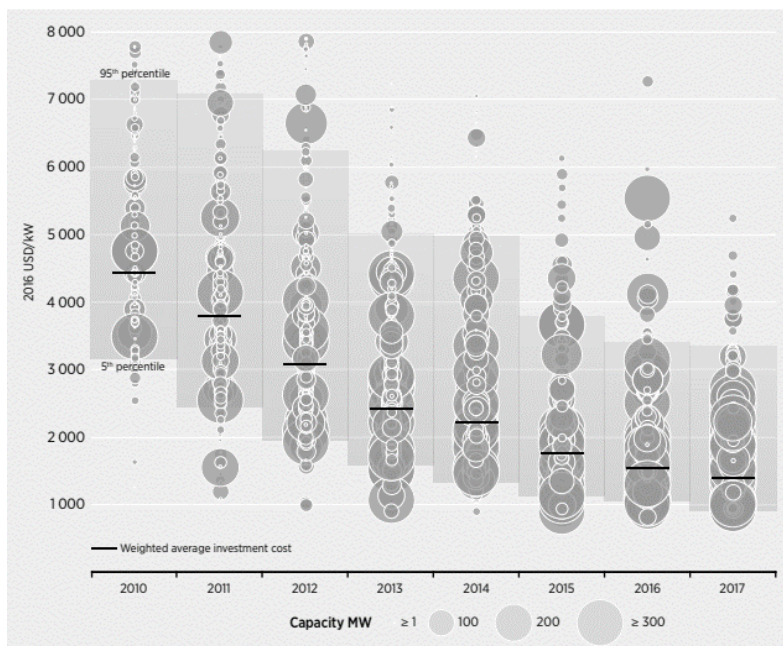 8 000
95th percentile
7 000
6 000
5 000
2016 USD/kW
4 000
3 000
5th percentile
2 000
1 000
Weighted average investment cost
2010 2011 2012 2013 2014 2015 2016 2017
Capacity MW ≥ 1 100 200 ≥ 300